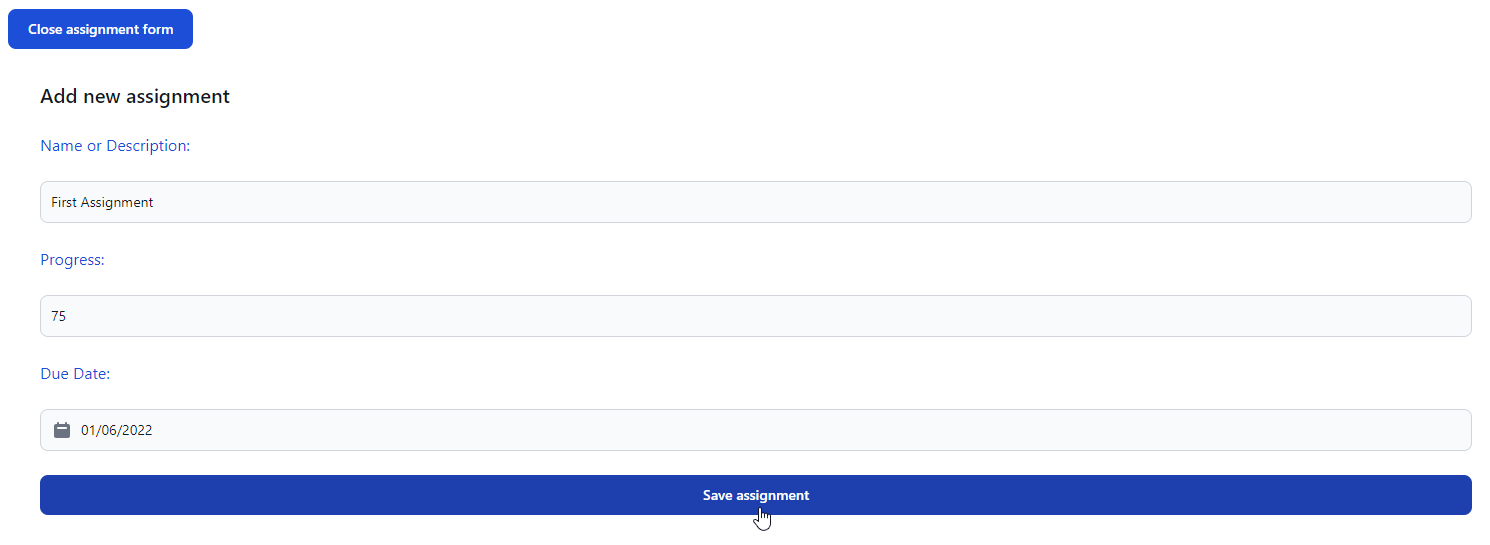 Close assignment form
Add new assignment
Name or Description:
First Assignment
Progress:
75
Due Date:
01/06/2022
Save assignment